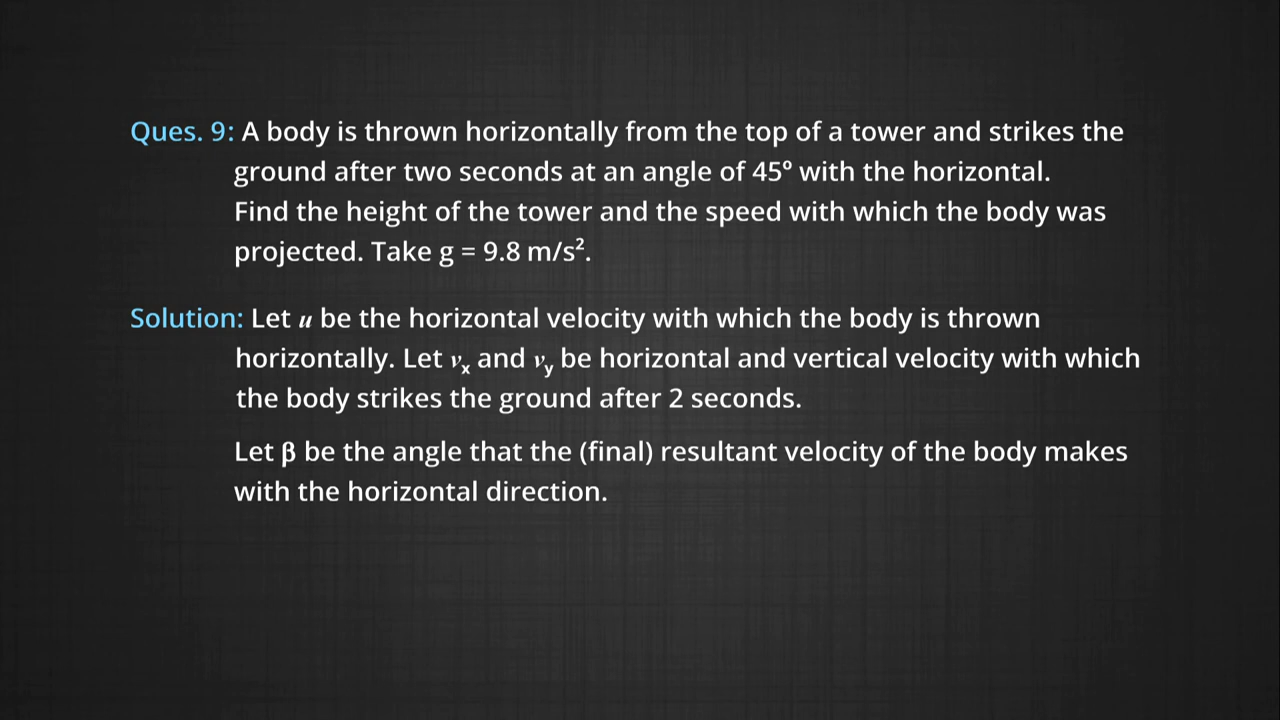 Ques. 9: A body is thrown horizontally from the top of a tower and strikes the
ground after two seconds at an angle of 45º with the horizontal.
Find the height of the tower and the speed with which the body was
projected. Take g = 9.8 m/s².
Solution: Let u be the horizontal velocity with which the body is thrown
horizontally. Let vₓ and v_y be horizontal and vertical velocity with which
the body strikes the ground after 2 seconds.
Let β be the angle that the (final) resultant velocity of the body makes
with the horizontal direction.